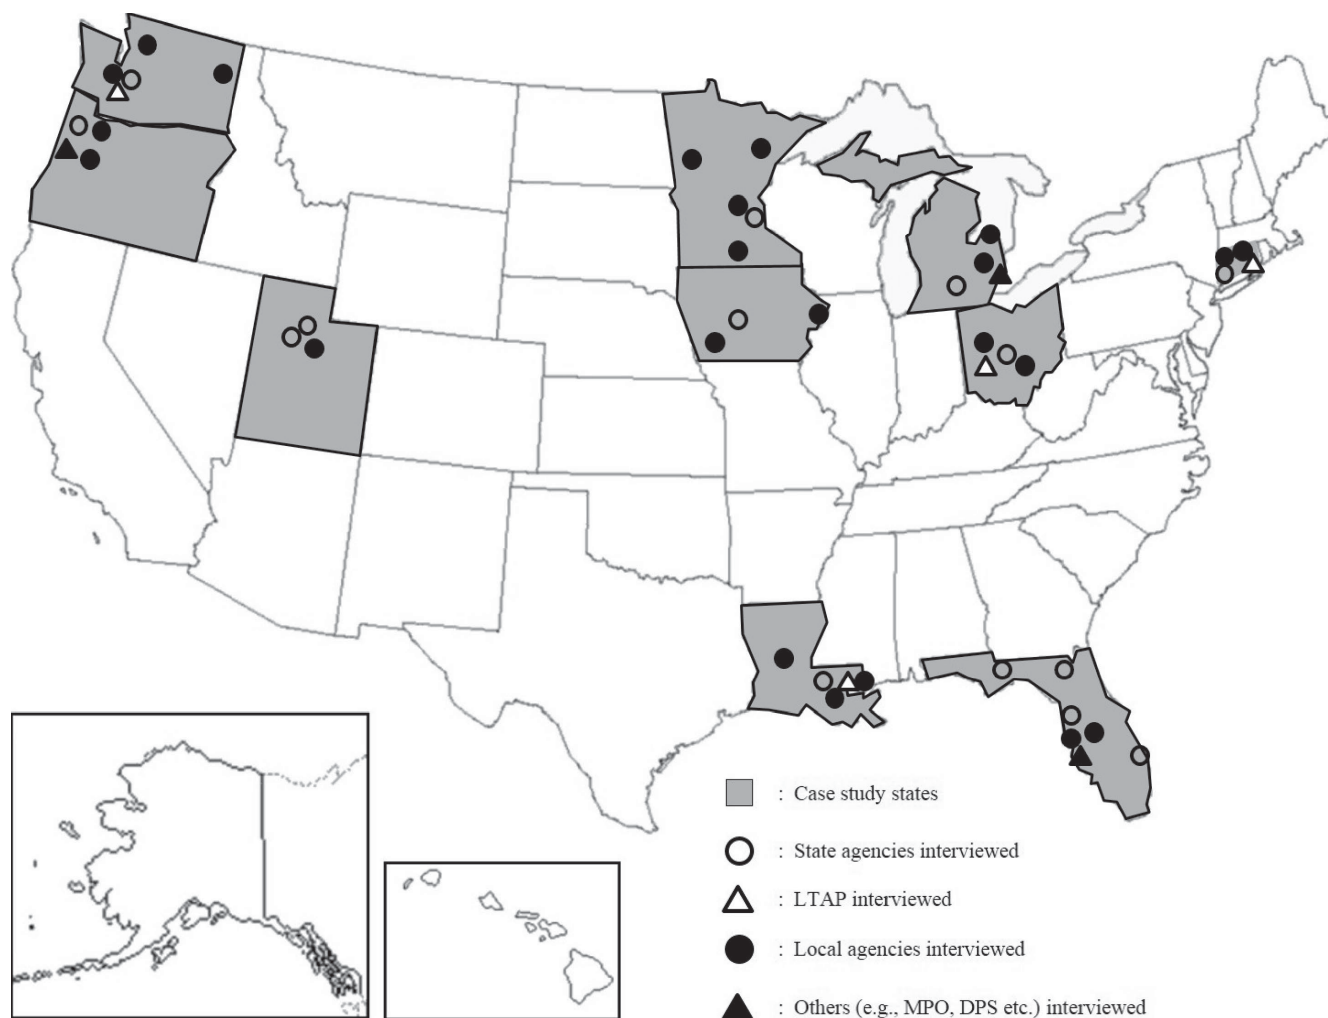 : Case study states
: State agencies interviewed
: LTAP interviewed
: Local agencies interviewed
: Others (e.g., MPO, DPS etc.) interviewed